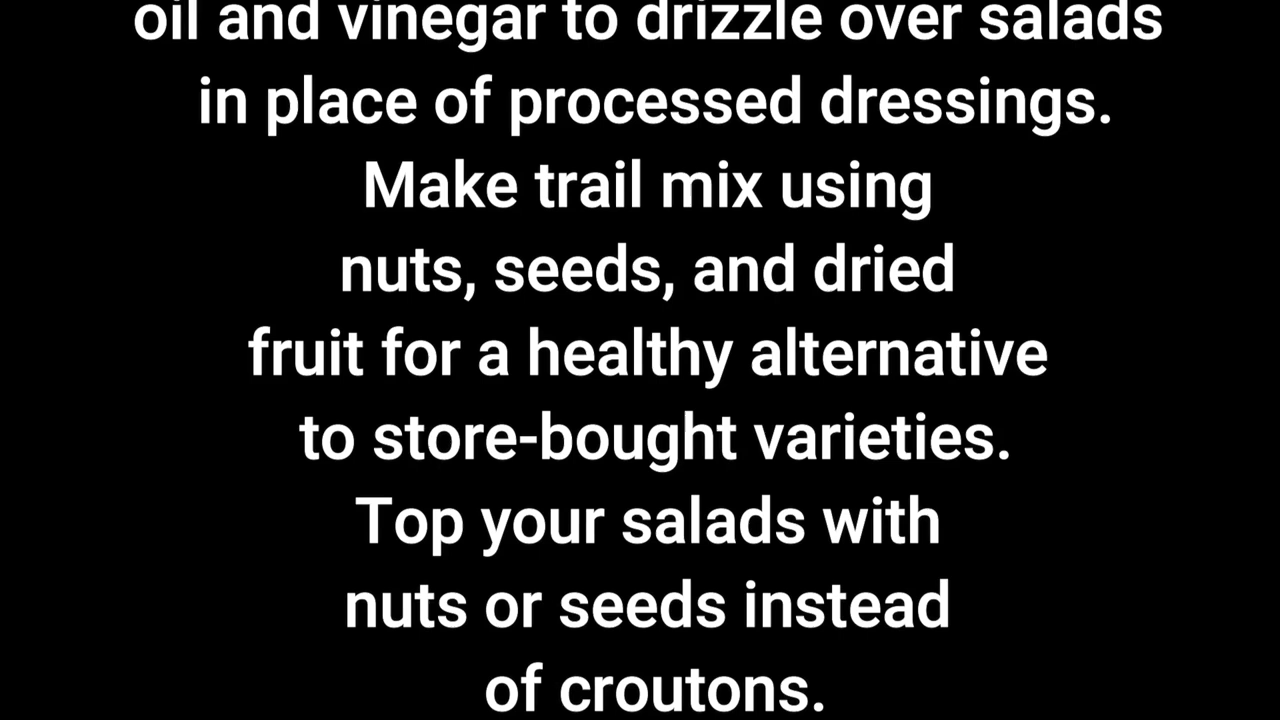 oil and vinegar to drizzle over salads
in place of processed dressings.
Make trail mix using
nuts, seeds, and dried
fruit for a healthy alternative
to store-bought varieties.
Top your salads with
nuts or seeds instead
of croutons.